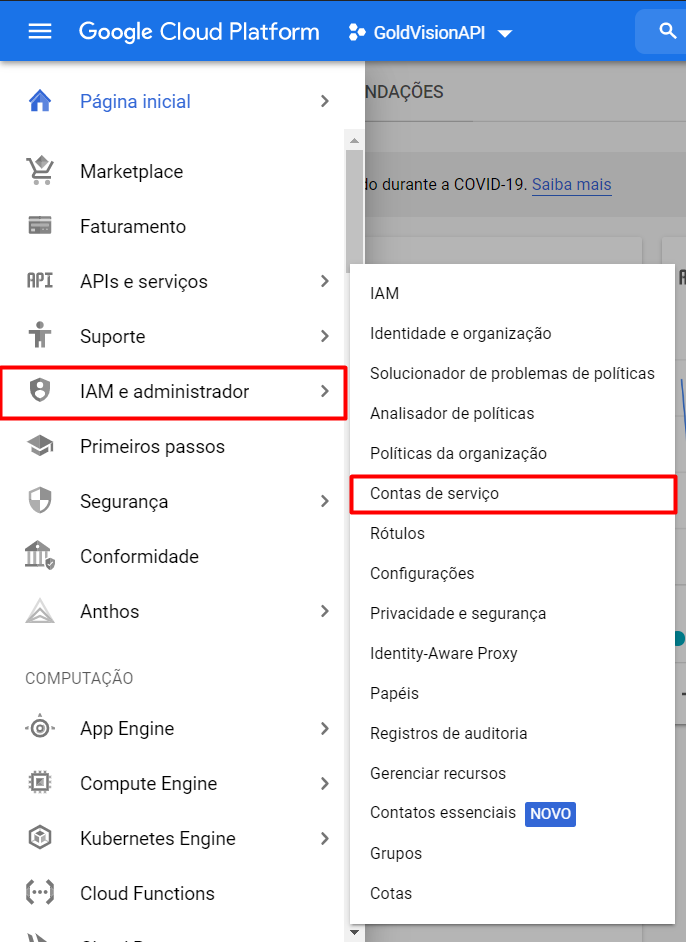 Google Cloud Platform
GoldVisionAPI
Página inicial
NDAÇÕES
Marketplace
do durante a COVID-19. Saiba mais
Faturamento
API APIs e serviços
Suporte
IAM e administrador
Primeiros passos
Segurança
Conformidade
Anthos
COMPUTAÇÃO
App Engine
Compute Engine
Kubernetes Engine
Cloud Functions
IAM
Identidade e organização
Solucionador de problemas de políticas
Analisador de políticas
Políticas da organização
Contas de serviço
Rótulos
Configurações
Privacidade e segurança
Identity-Aware Proxy
Papéis
Registros de auditoria
Gerenciar recursos
Contatos essenciais NOVO
Grupos
Cotas